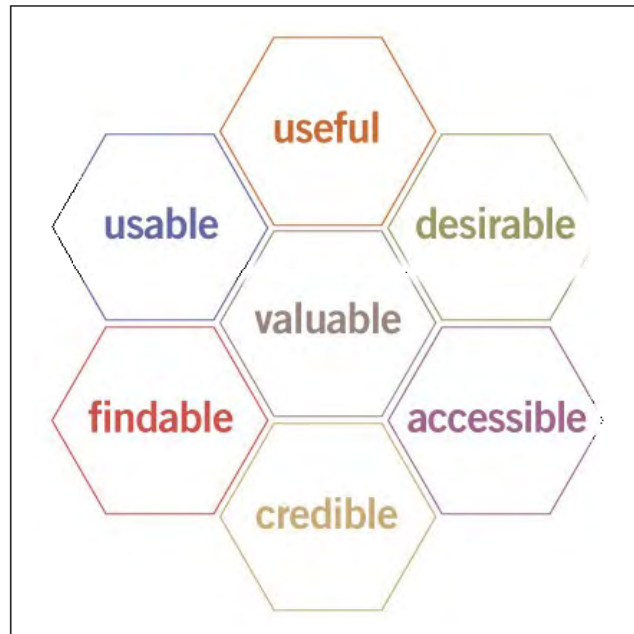 useful
usable
desirable
valuable
findable
accessible
credible